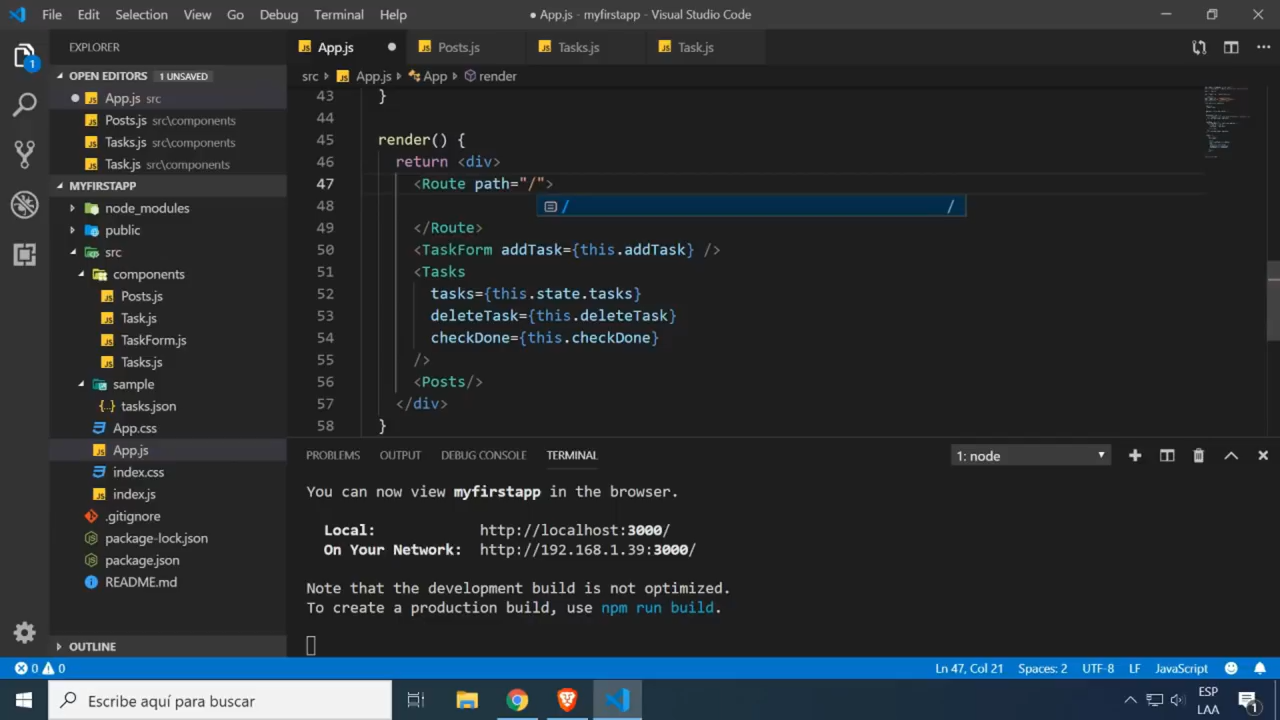 File Edit Selection View Go Debug Terminal Help ● App.js - myfirstapp - Visual Studio Code
EXPLORER
App.js Posts.js Tasks.js Task.js
OPEN EDITORS 1 UNSAVED
App.js src
Posts.js src\components
Tasks.js src\components
Task.js src\components
MYFIRSTAPP
node_modules
public
src
components
Posts.js
Task.js
TaskForm.js
Tasks.js
sample
tasks.json
App.css
App.js
index.css
index.js
.gitignore
package-lock.json
package.json
README.md
OUTLINE
src App.js App render
43 }
44
45 render() {
46 return <div>
47 <Route path="/">
/ /
48
49 </Route>
50 <TaskForm addTask={this.addTask} />
51 <Tasks
52 tasks={this.state.tasks}
53 deleteTask={this.deleteTask}
54 checkDone={this.checkDone}
55 />
56 <Posts/>
57 </div>
58 }
PROBLEMS OUTPUT DEBUG CONSOLE TERMINAL 1: node
You can now view myfirstapp in the browser.
Local: http://localhost:3000/
On Your Network: http://192.168.1.39:3000/
Note that the development build is not optimized.
To create a production build, use npm run build.
0 0 Ln 47, Col 21 Spaces: 2 UTF-8 LF JavaScript
Escribe aquí para buscar
ESP
LAA
1
1